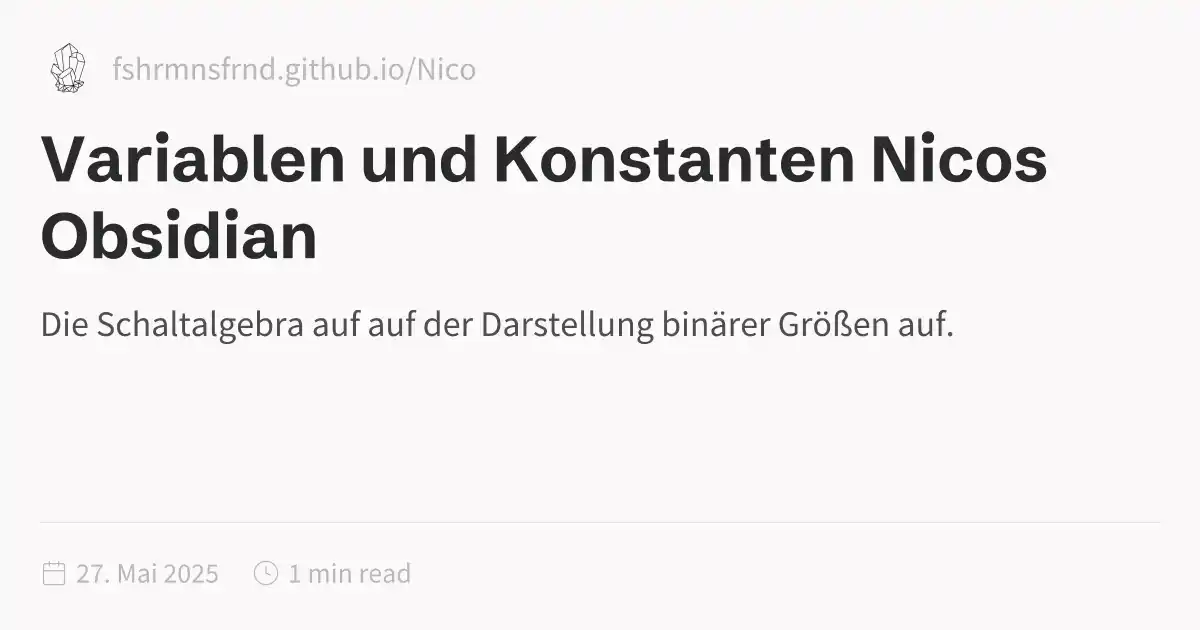 fshrmnsfrnd.github.io/Nico
Variablen und Konstanten Nicos
Obsidian
Die Schaltalgebra auf auf der Darstellung binärer Größen auf.
27. Mai 2025 1 min read